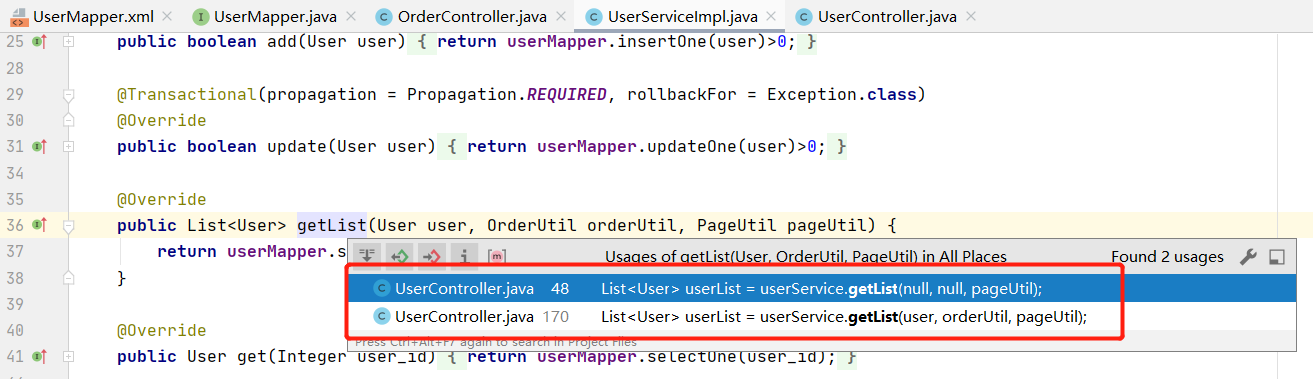 UserMapper.xml UserMapper.java OrderController.java UserServiceImpl.java UserController.java
25 public boolean add(User user) { return userMapper.insertOne(user)>0; }
28
29 @Transactional(propagation = Propagation.REQUIRED, rollbackFor = Exception.class)
30 @Override
31 public boolean update(User user) { return userMapper.updateOne(user)>0; }
34
35 @Override
36 public List<User> getList(User user, OrderUtil orderUtil, PageUtil pageUtil) {
37 return userMapper.s
Usages of getList(User, OrderUtil, PageUtil) in All Places Found 2 usages
UserController.java 48 List<User> userList = userService.getList(null, null, pageUtil);
38 }
UserController.java 170 List<User> userList = userService.getList(user, orderUtil, pageUtil);
39
40 @Override
Press Ctrl+Alt+F7 again to search in Project Files
41 public User get(Integer user_id) { return userMapper.selectOne(user_id); }